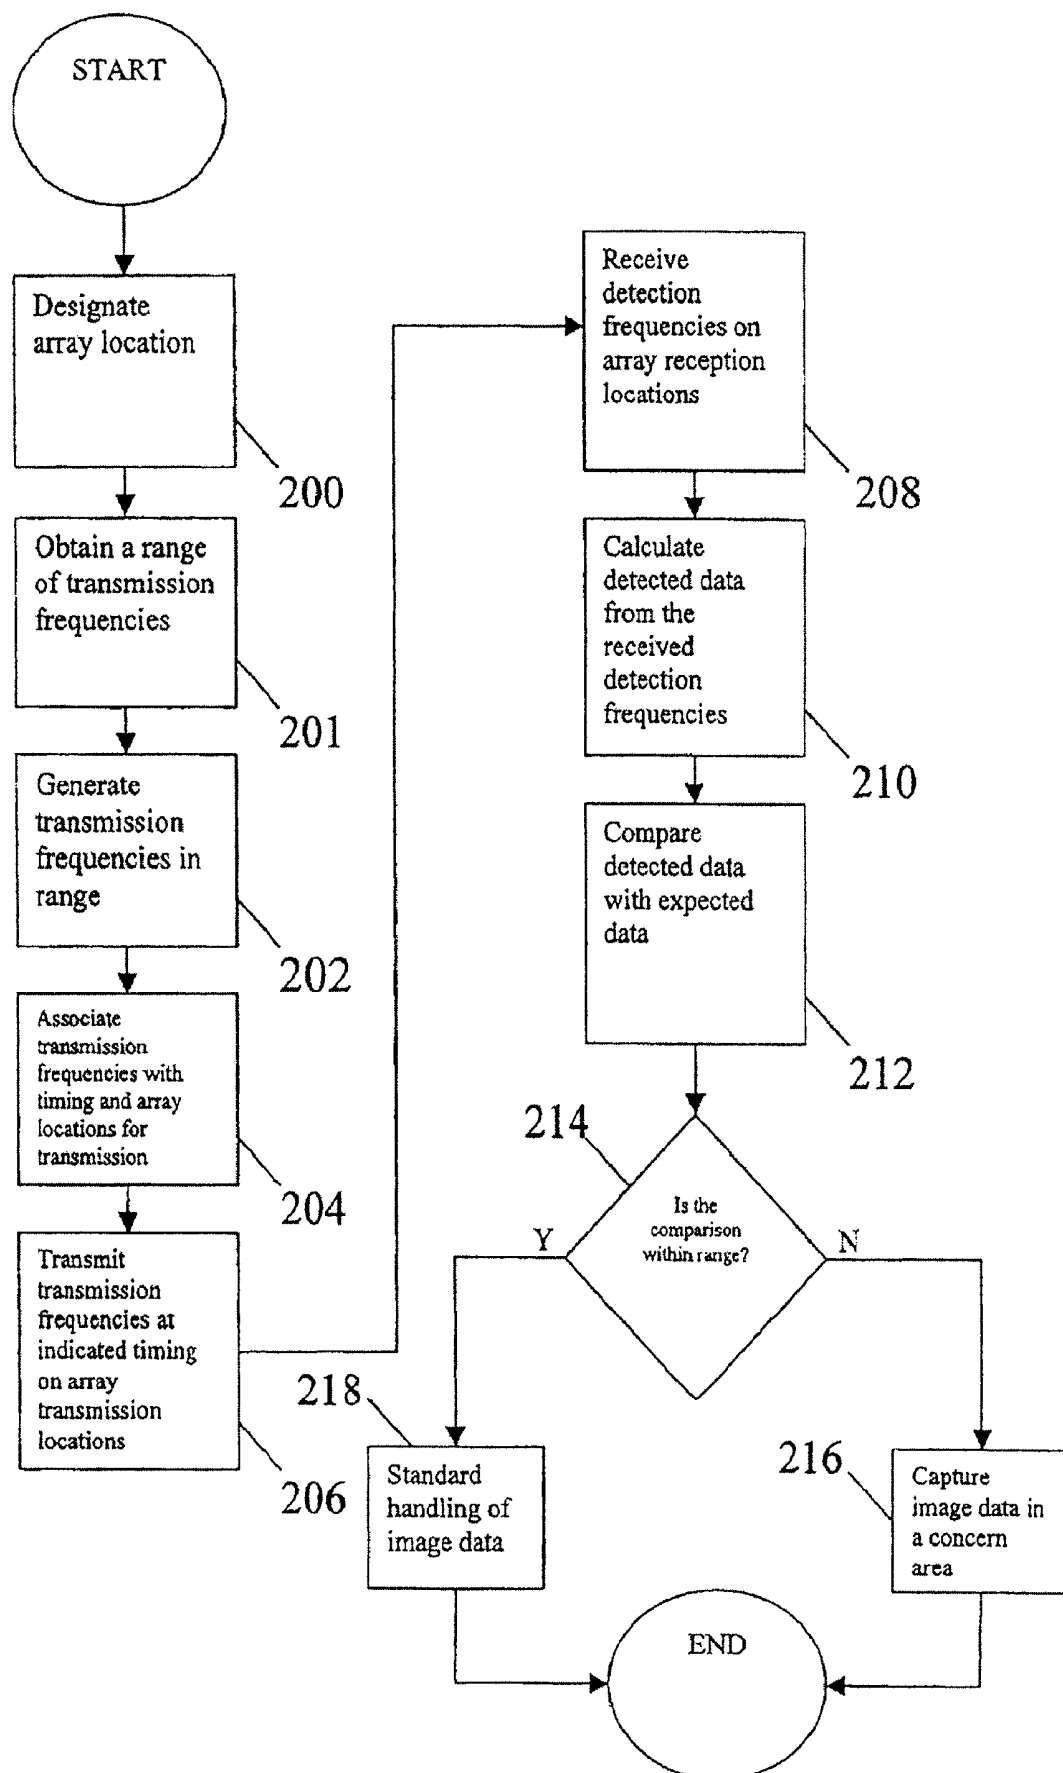 START
Designate
array location
200
Obtain a range
of transmission
frequencies
201
Generate
transmission
frequencies in
range
202
Associate
transmission
frequencies with
timing and array
locations for
transmission
204
Transmit
transmission
frequencies at
indicated timing
on array
transmission
locations
206
Receive
detection
frequencies on
array reception
locations
208
Calculate
detected data
from the
received
detection
frequencies
210
Compare
detected data
with expected
data
212
214
Is the
comparison
within range?
Y
N
218
Standard
handling of
image data
216
Capture
image data in
a concern
area
END